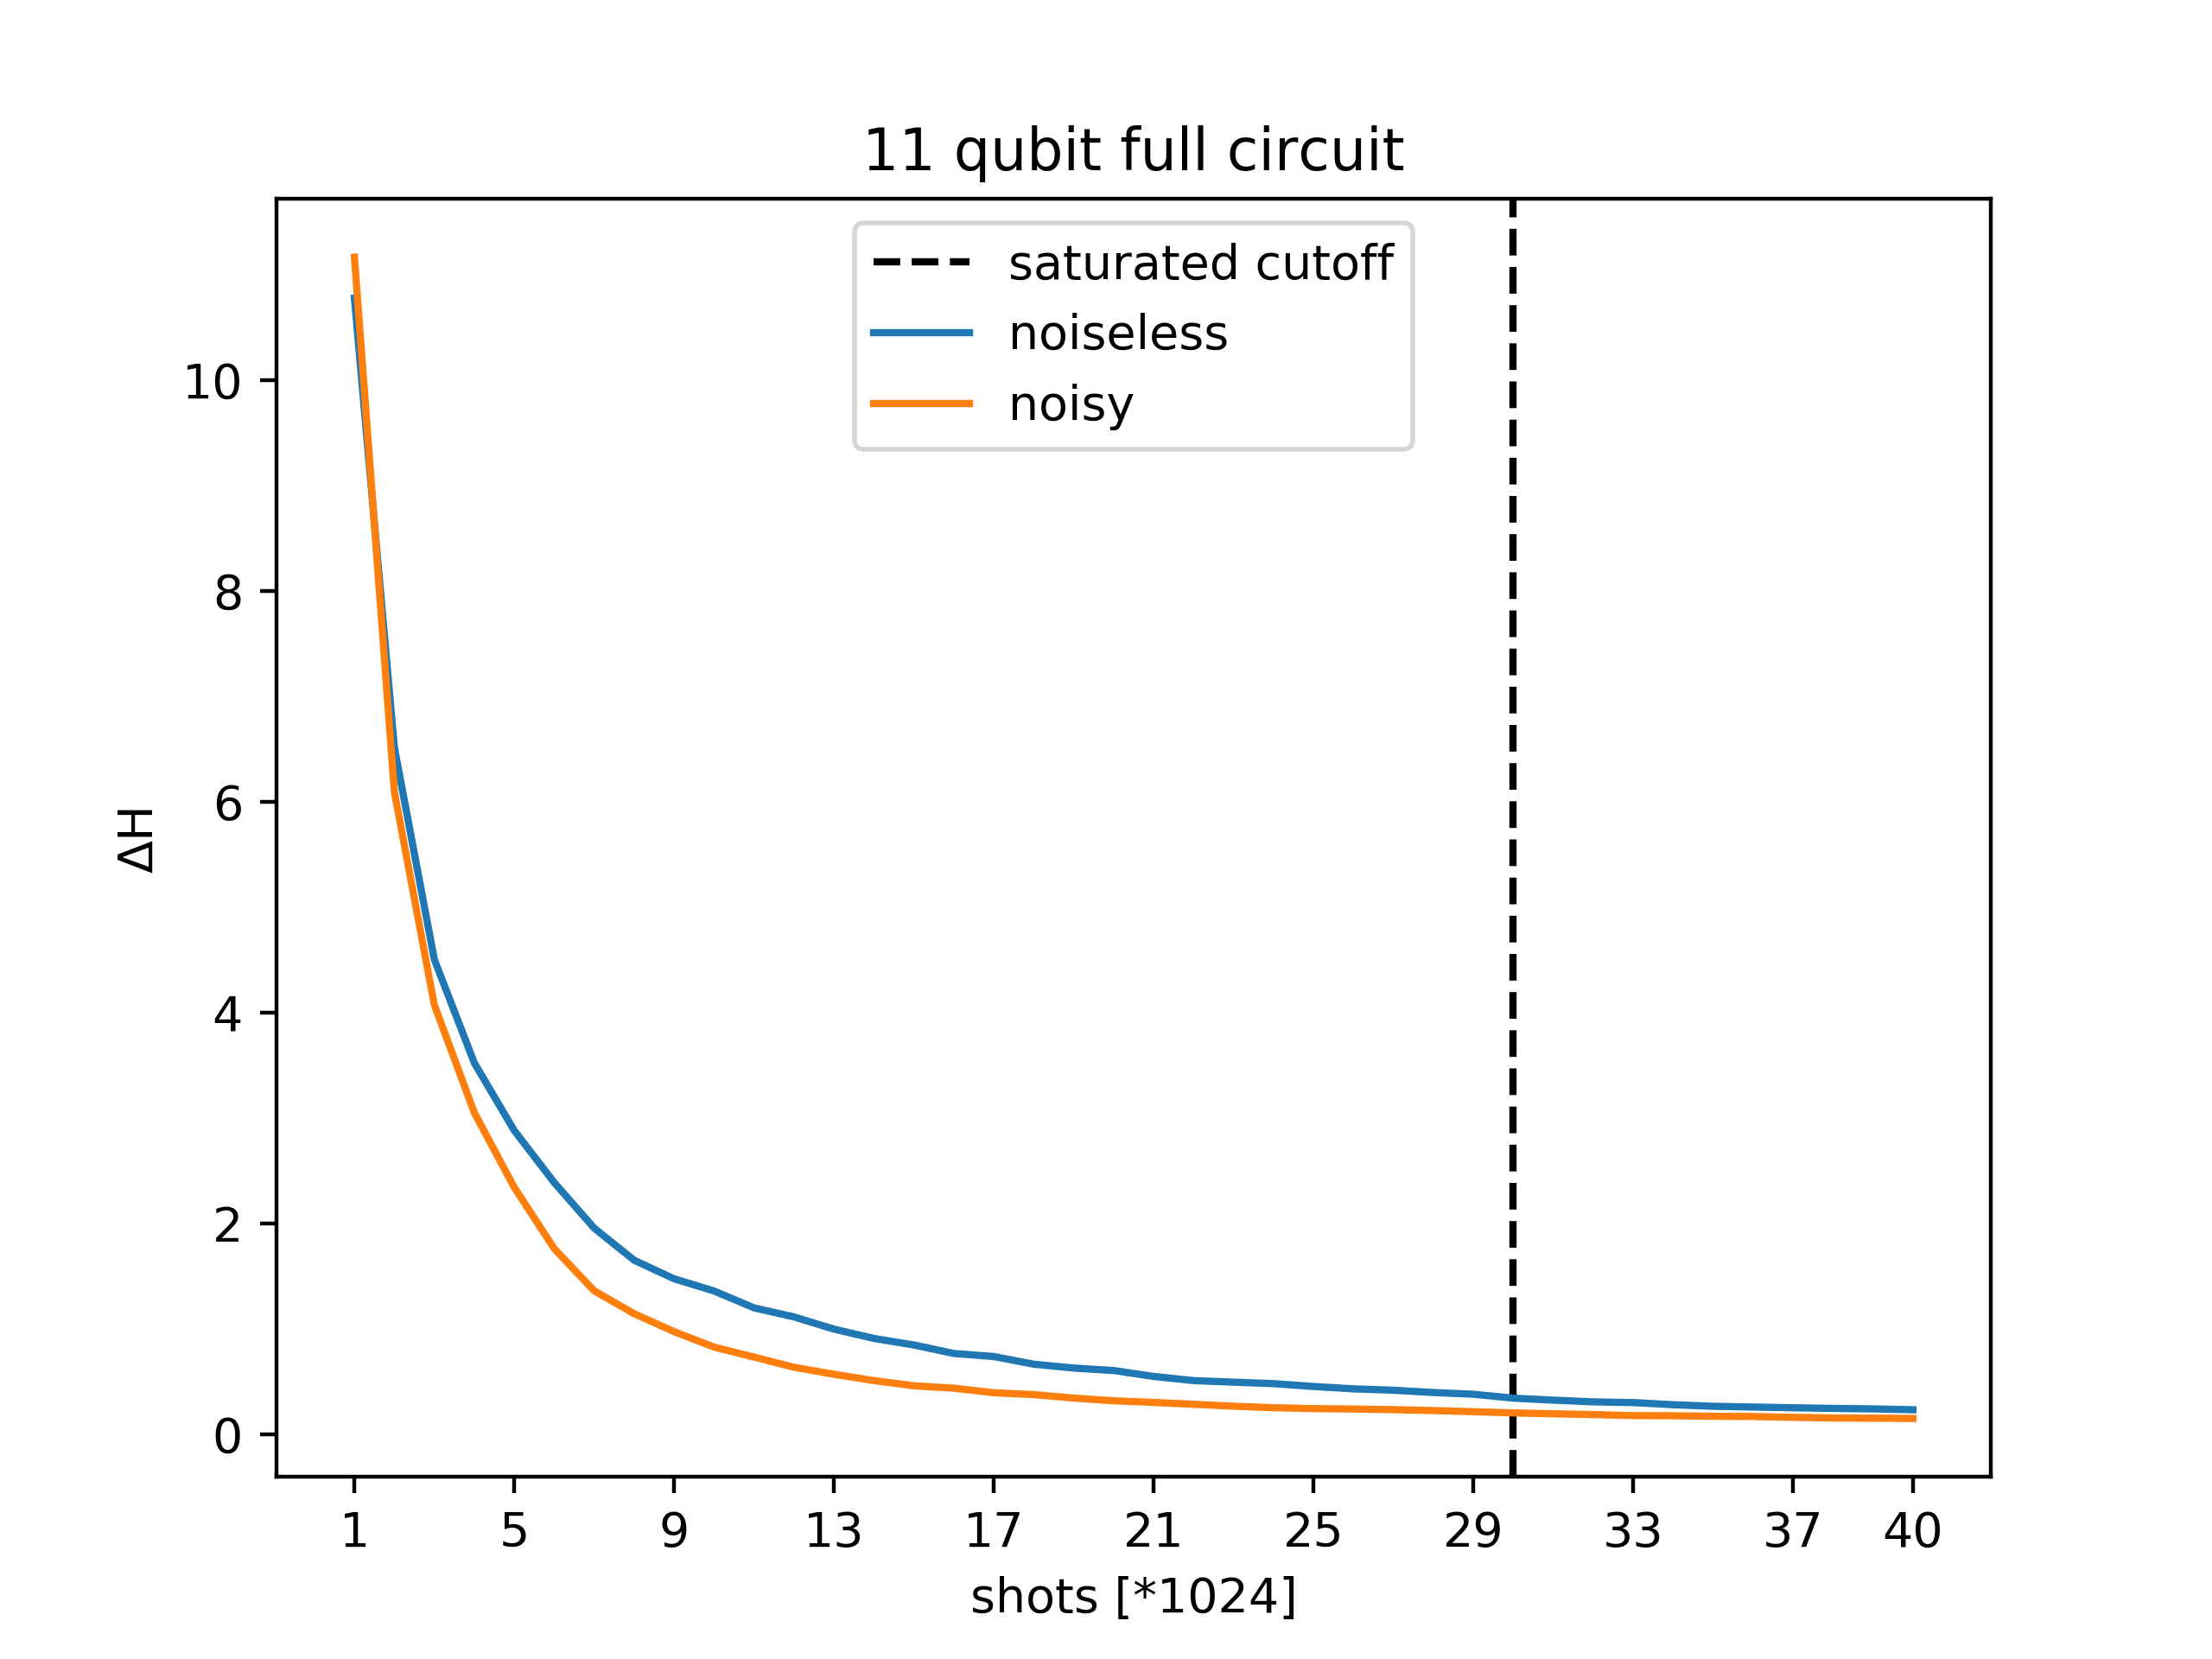 11 qubit full circuit
saturated cutoff
noiseless
noisy
10
8
6
4
2
0
ΔH
1 5 9 13 17 21 25 29 33 37 40
shots [*1024]